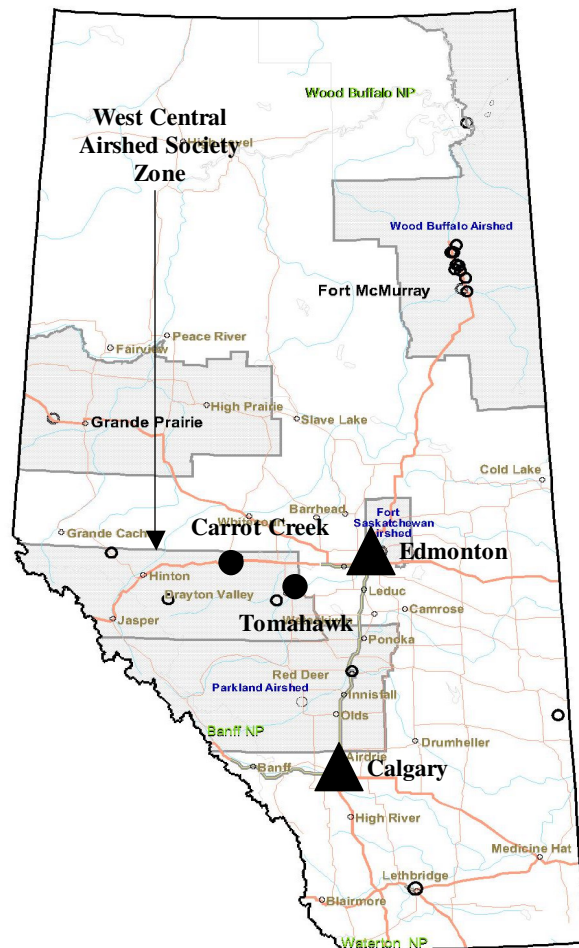 Wood Buffalo NP
West Central
Airshed Society
Zone
High Level
Wood Buffalo Airshed
Fort McMurray
Peace River
Fairview
High Prairie
Grande Prairie
Slave Lake
Cold Lake
Barrhead
Fort
Saskatchewan
Airshed
Grande Cache
Carrot Creek
Edmonton
Hinton
Drayton Valley
Leduc
Camrose
Jasper
Tomahawk
Ponoka
Red Deer
Parkland Airshed
Innisfail
Olds
Banff NP
Drumheller
Airdrie
Banff
Calgary
High River
Medicine Hat
Lethbridge
Blairmore
Waterton NP